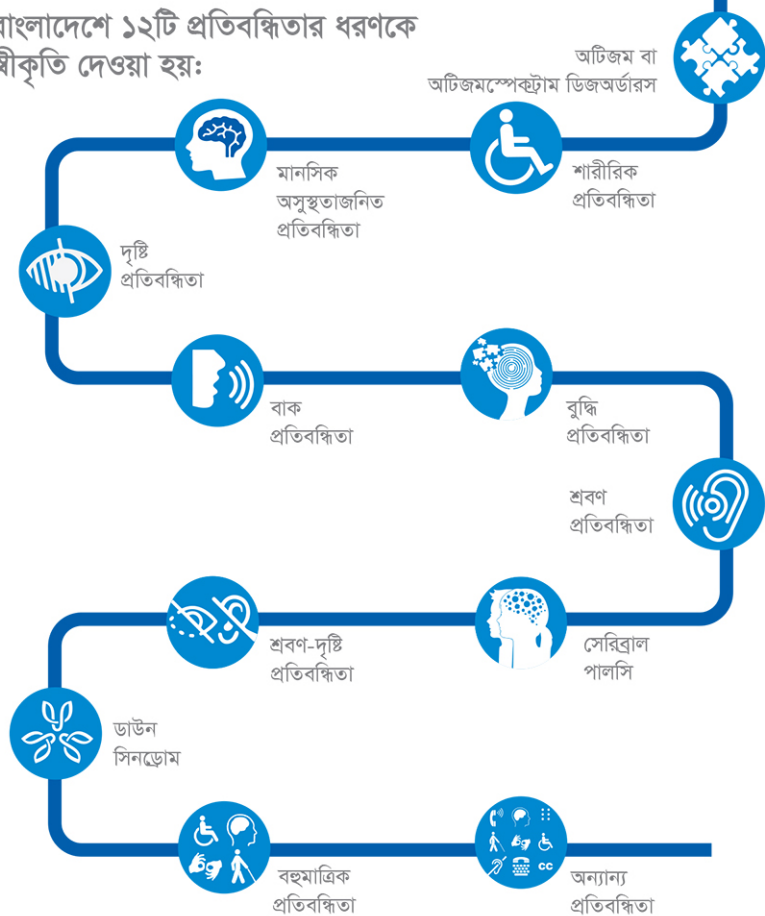 বাংলাদেশে ১২টি প্রতিবন্ধিতার ধরণকে
স্বীকৃতি দেওয়া হয়:
অটিজম বা
অটিজমস্পেকট্রাম ডিজঅর্ডারস
শারীরিক
প্রতিবন্ধিতা
মানসিক
অসুস্থতাজনিত
প্রতিবন্ধিতা
দৃষ্টি
প্রতিবন্ধিতা
বাক
প্রতিবন্ধিতা
বুদ্ধি
প্রতিবন্ধিতা
শ্রবণ
প্রতিবন্ধিতা
সেরিব্রাল
পালসি
শ্রবণ-দৃষ্টি
প্রতিবন্ধিতা
ডাউন
সিনড্রোম
বহুমাত্রিক
প্রতিবন্ধিতা
CC
অন্যান্য
প্রতিবন্ধিতা